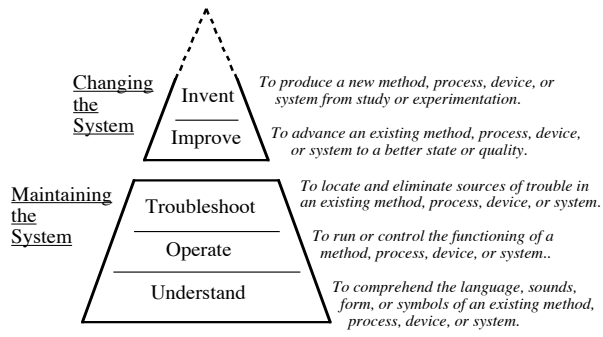 Changing
the
System
Invent
To produce a new method, process, device, or
system from study or experimentation.
Improve
To advance an existing method, process, device,
or system to a better state or quality.
Maintaining
the
System
Troubleshoot
To locate and eliminate sources of trouble in
an existing method, process, device, or system.
Operate
To run or control the functioning of a
method, process, device, or system..
Understand
To comprehend the language, sounds,
form, or symbols of an existing method,
process, device, or system.